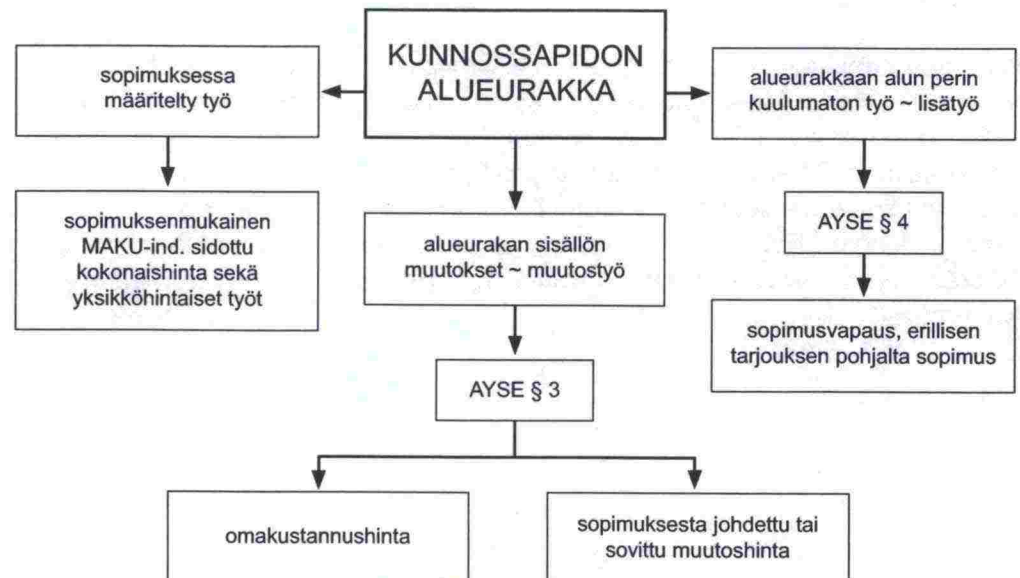 KUNNOSSAPIDON
ALUEURAKKA
sopimuksessa
määritelty työ
sopimuksenmukainen
MAKU-ind. sidottu
kokonaishinta sekä
yksikköhintaiset työt
alueurakan sisällön
muutokset ~ muutostyö
AYSE § 3
omakustannushinta
sopimuksesta johdettu tai
sovittu muutoshinta
alueurakkaan alun perin
kuulumaton työ ~ lisätyö
AYSE § 4
sopimusvapaus, erillisen
tarjouksen pohjalta sopimus